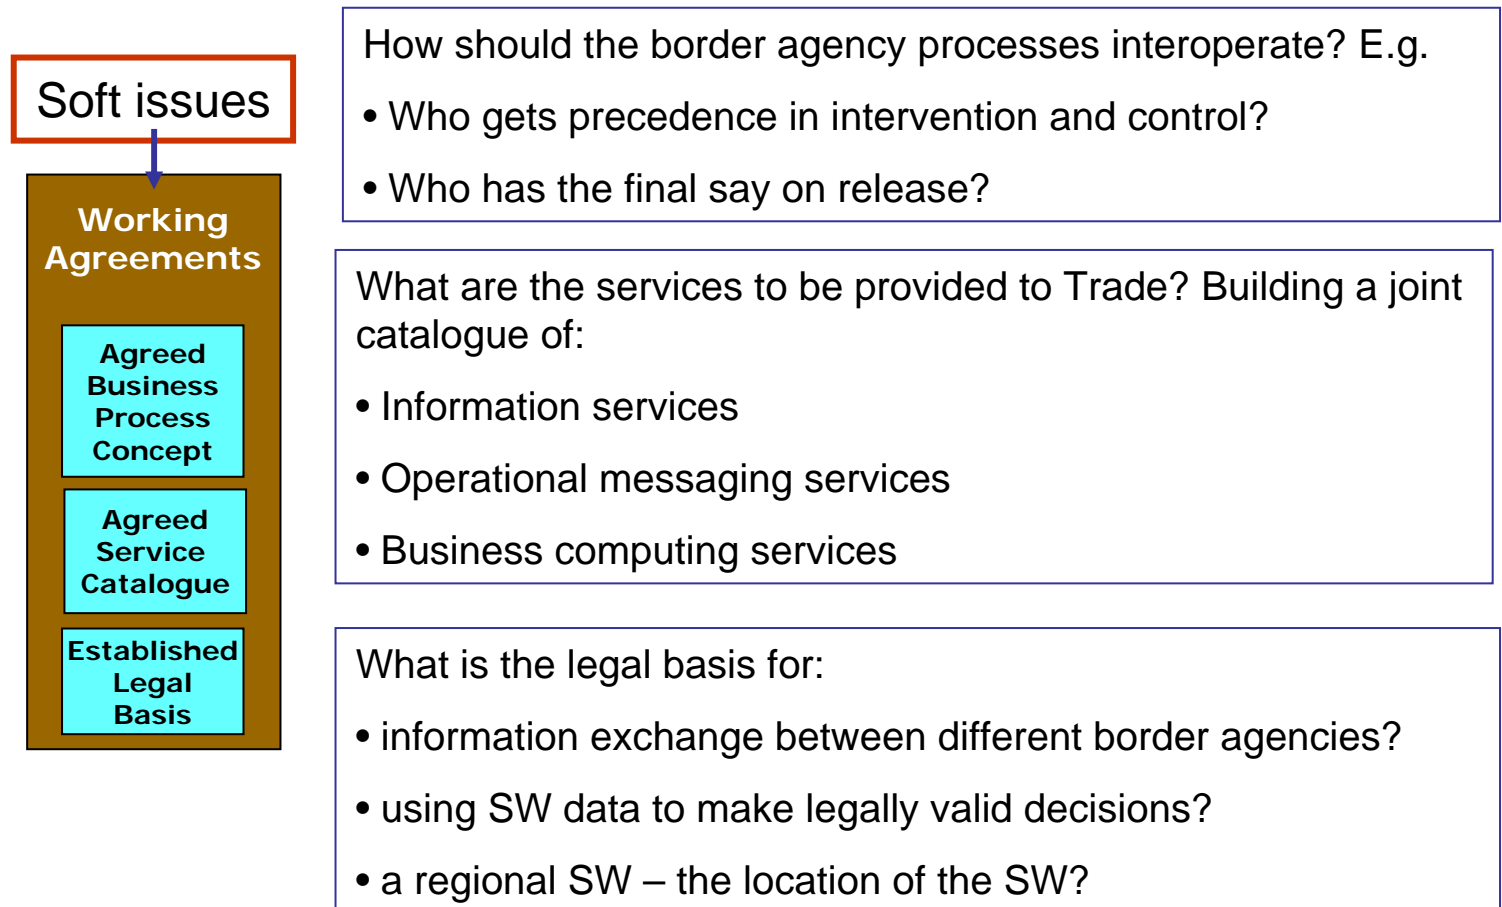 Soft issues
Working
Agreements
Agreed
Business
Process
Concept
Agreed
Service
Catalogue
Established
Legal
Basis
How should the border agency processes interoperate? E.g.
• Who gets precedence in intervention and control?
• Who has the final say on release?
What are the services to be provided to Trade? Building a joint
catalogue of:
• Information services
• Operational messaging services
• Business computing services
What is the legal basis for:
• information exchange between different border agencies?
• using SW data to make legally valid decisions?
• a regional SW – the location of the SW?